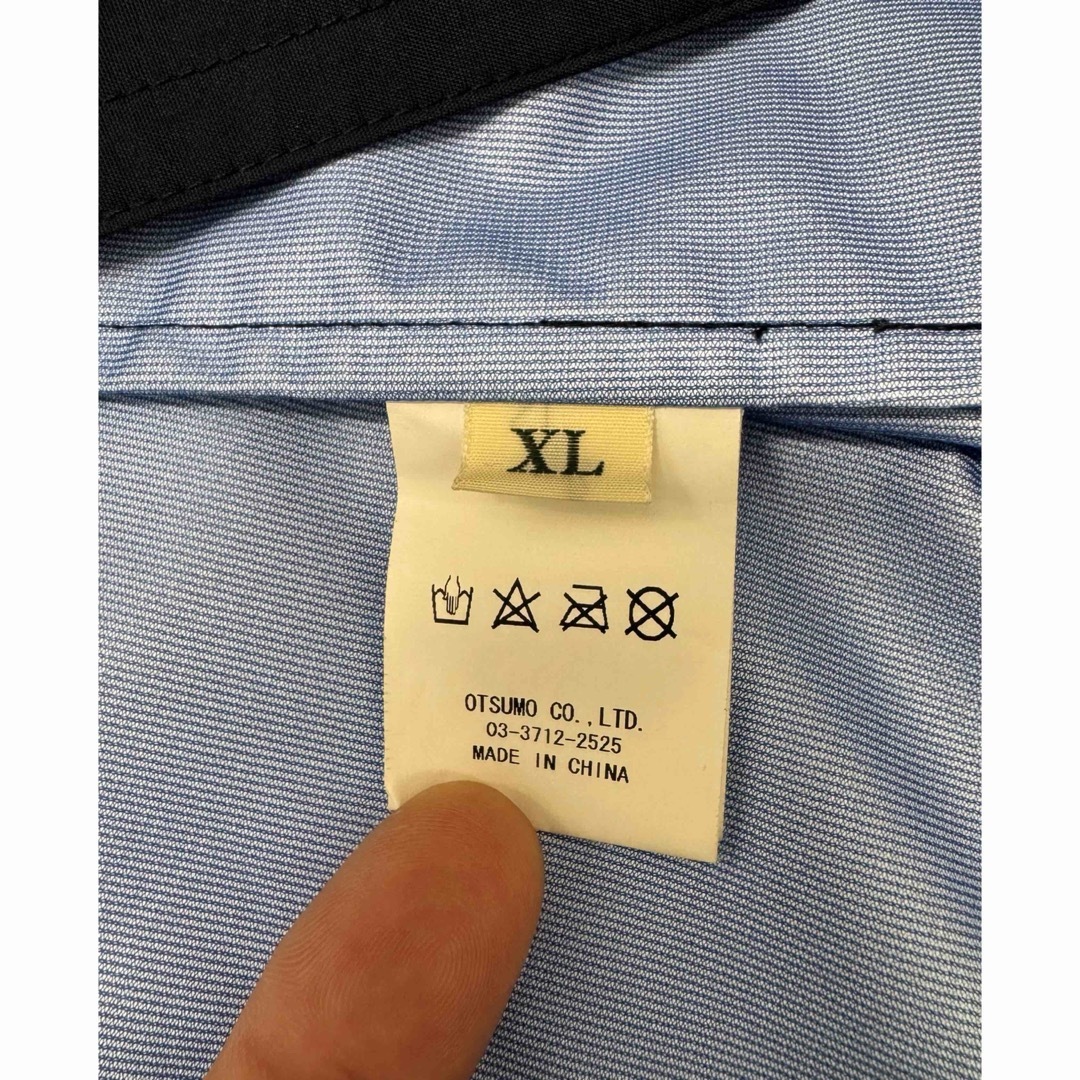 XL
OTSUMO CO.,LTD.
03-3712-2525
MADE IN CHINA